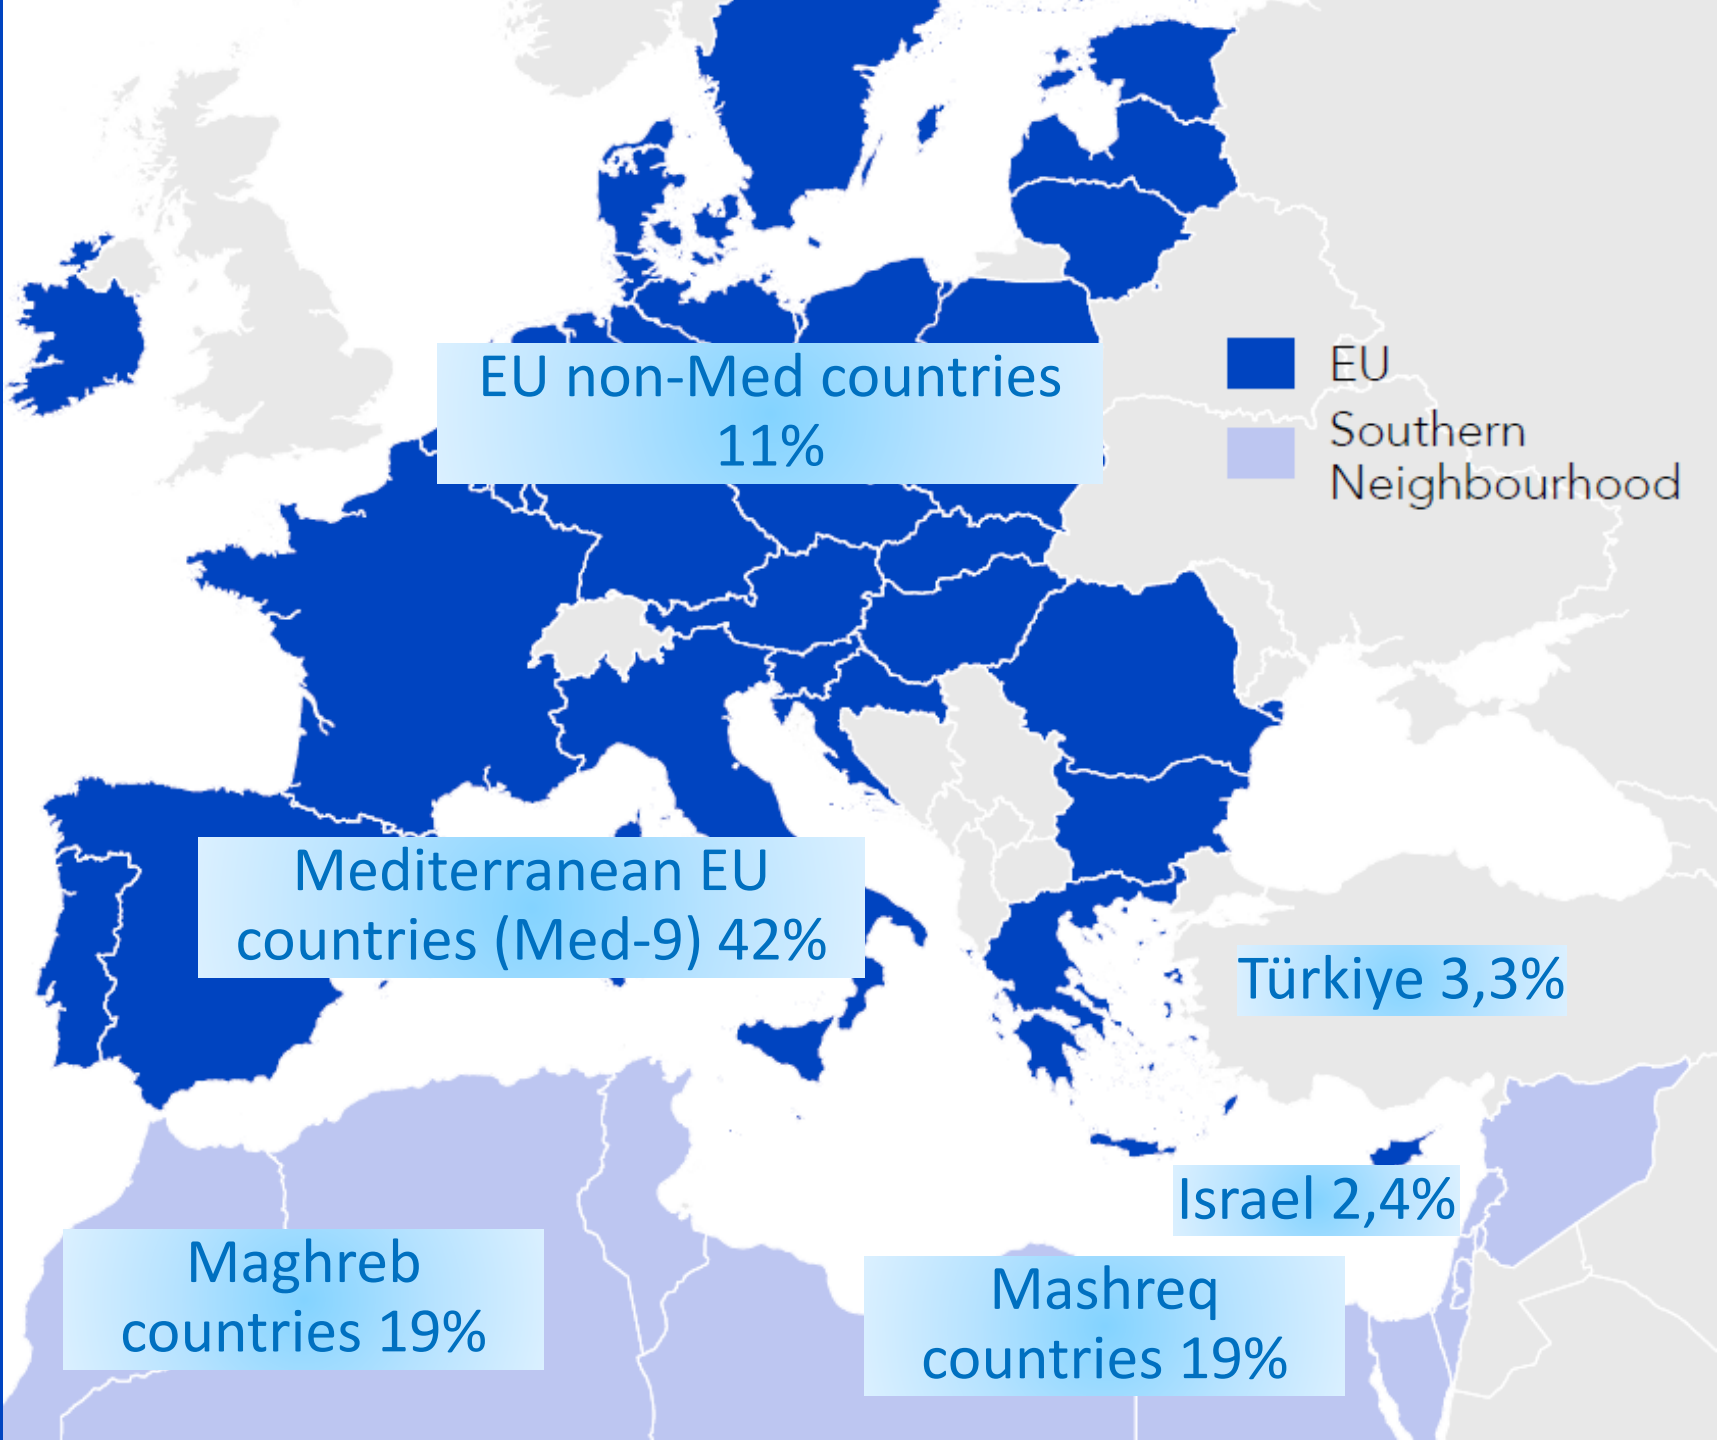 EU non-Med countries
11%
EU
Southern
Neighbourhood
Mediterranean EU
countries (Med-9) 42%
Türkiye 3,3%
Israel 2,4%
Maghreb
countries 19%
Mashreq
countries 19%